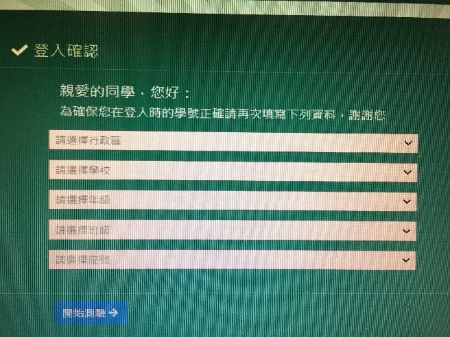 登入確認
親愛的同學，您好：
為確保您在登入時的學號正確請再次填寫下列資料，謝謝您
請選擇行政區
請選擇學校
請選擇年級
請選擇班級
請選擇座號
開始測驗